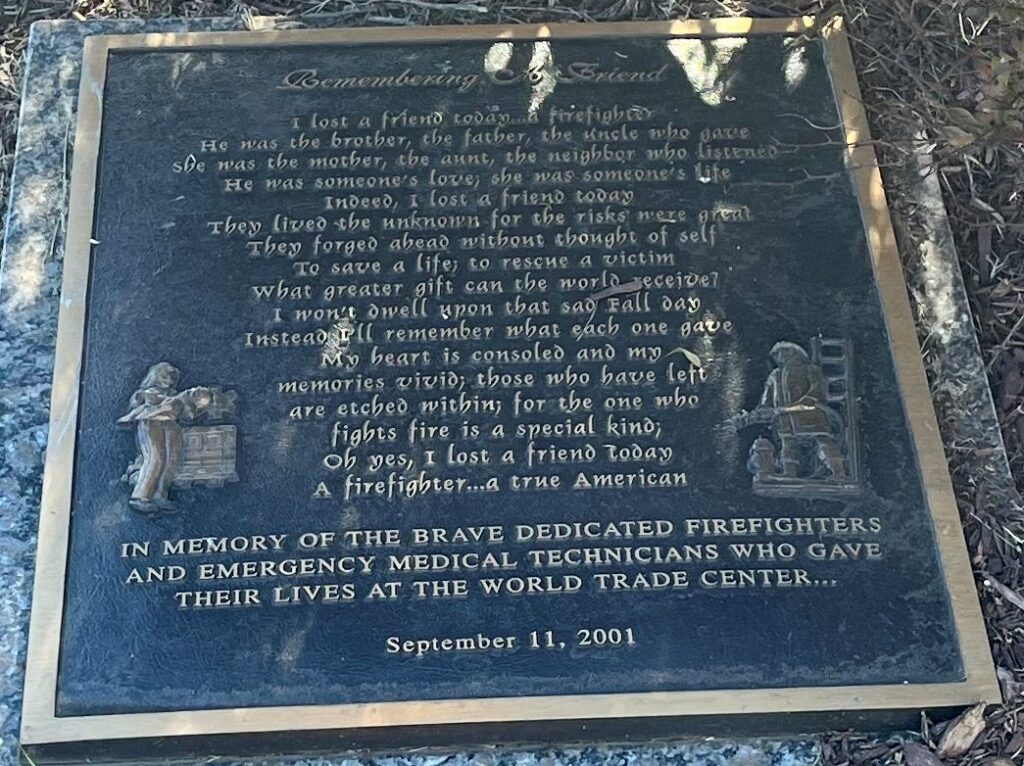 Remembering A Friend
I lost a friend today...a firefighter
He was the brother, the father, the uncle who gave
She was the mother, the aunt, the neighbor who listened
He was someone's love; she was someone's life
Indeed, I lost a friend today
They lived the unknown for the risks were great
They forged ahead without thought of self
To save a life; to rescue a victim
What greater gift can the world receive?
I won't dwell upon that sad Fall day
Instead I'll remember what each one gave
My heart is consoled and my
memories vivid; those who have left
are etched within; for the one who
fights fire is a special kind;
Oh yes, I lost a friend today
A firefighter...a true American
IN MEMORY OF THE BRAVE DEDICATED FIREFIGHTERS
AND EMERGENCY MEDICAL TECHNICIANS WHO GAVE
THEIR LIVES AT THE WORLD TRADE CENTER...
September 11, 2001